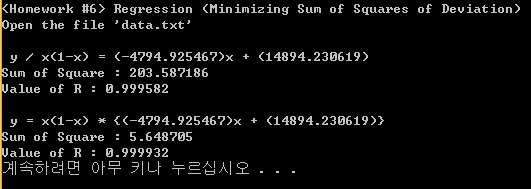 <Homework #6> Regression (Minimizing Sum of Squares of Deviation)
Open the file 'data.txt'
y / x(1-x) = (-4794.925467)x + (14894.230619)
Sum of Square : 203.587186
Value of R : 0.999582
y = x(1-x) * {(-4794.925467)x + (14894.230619)}
Sum of Square : 5.648705
Value of R : 0.999932
계속하려면 아무 키나 누르십시오 . . .